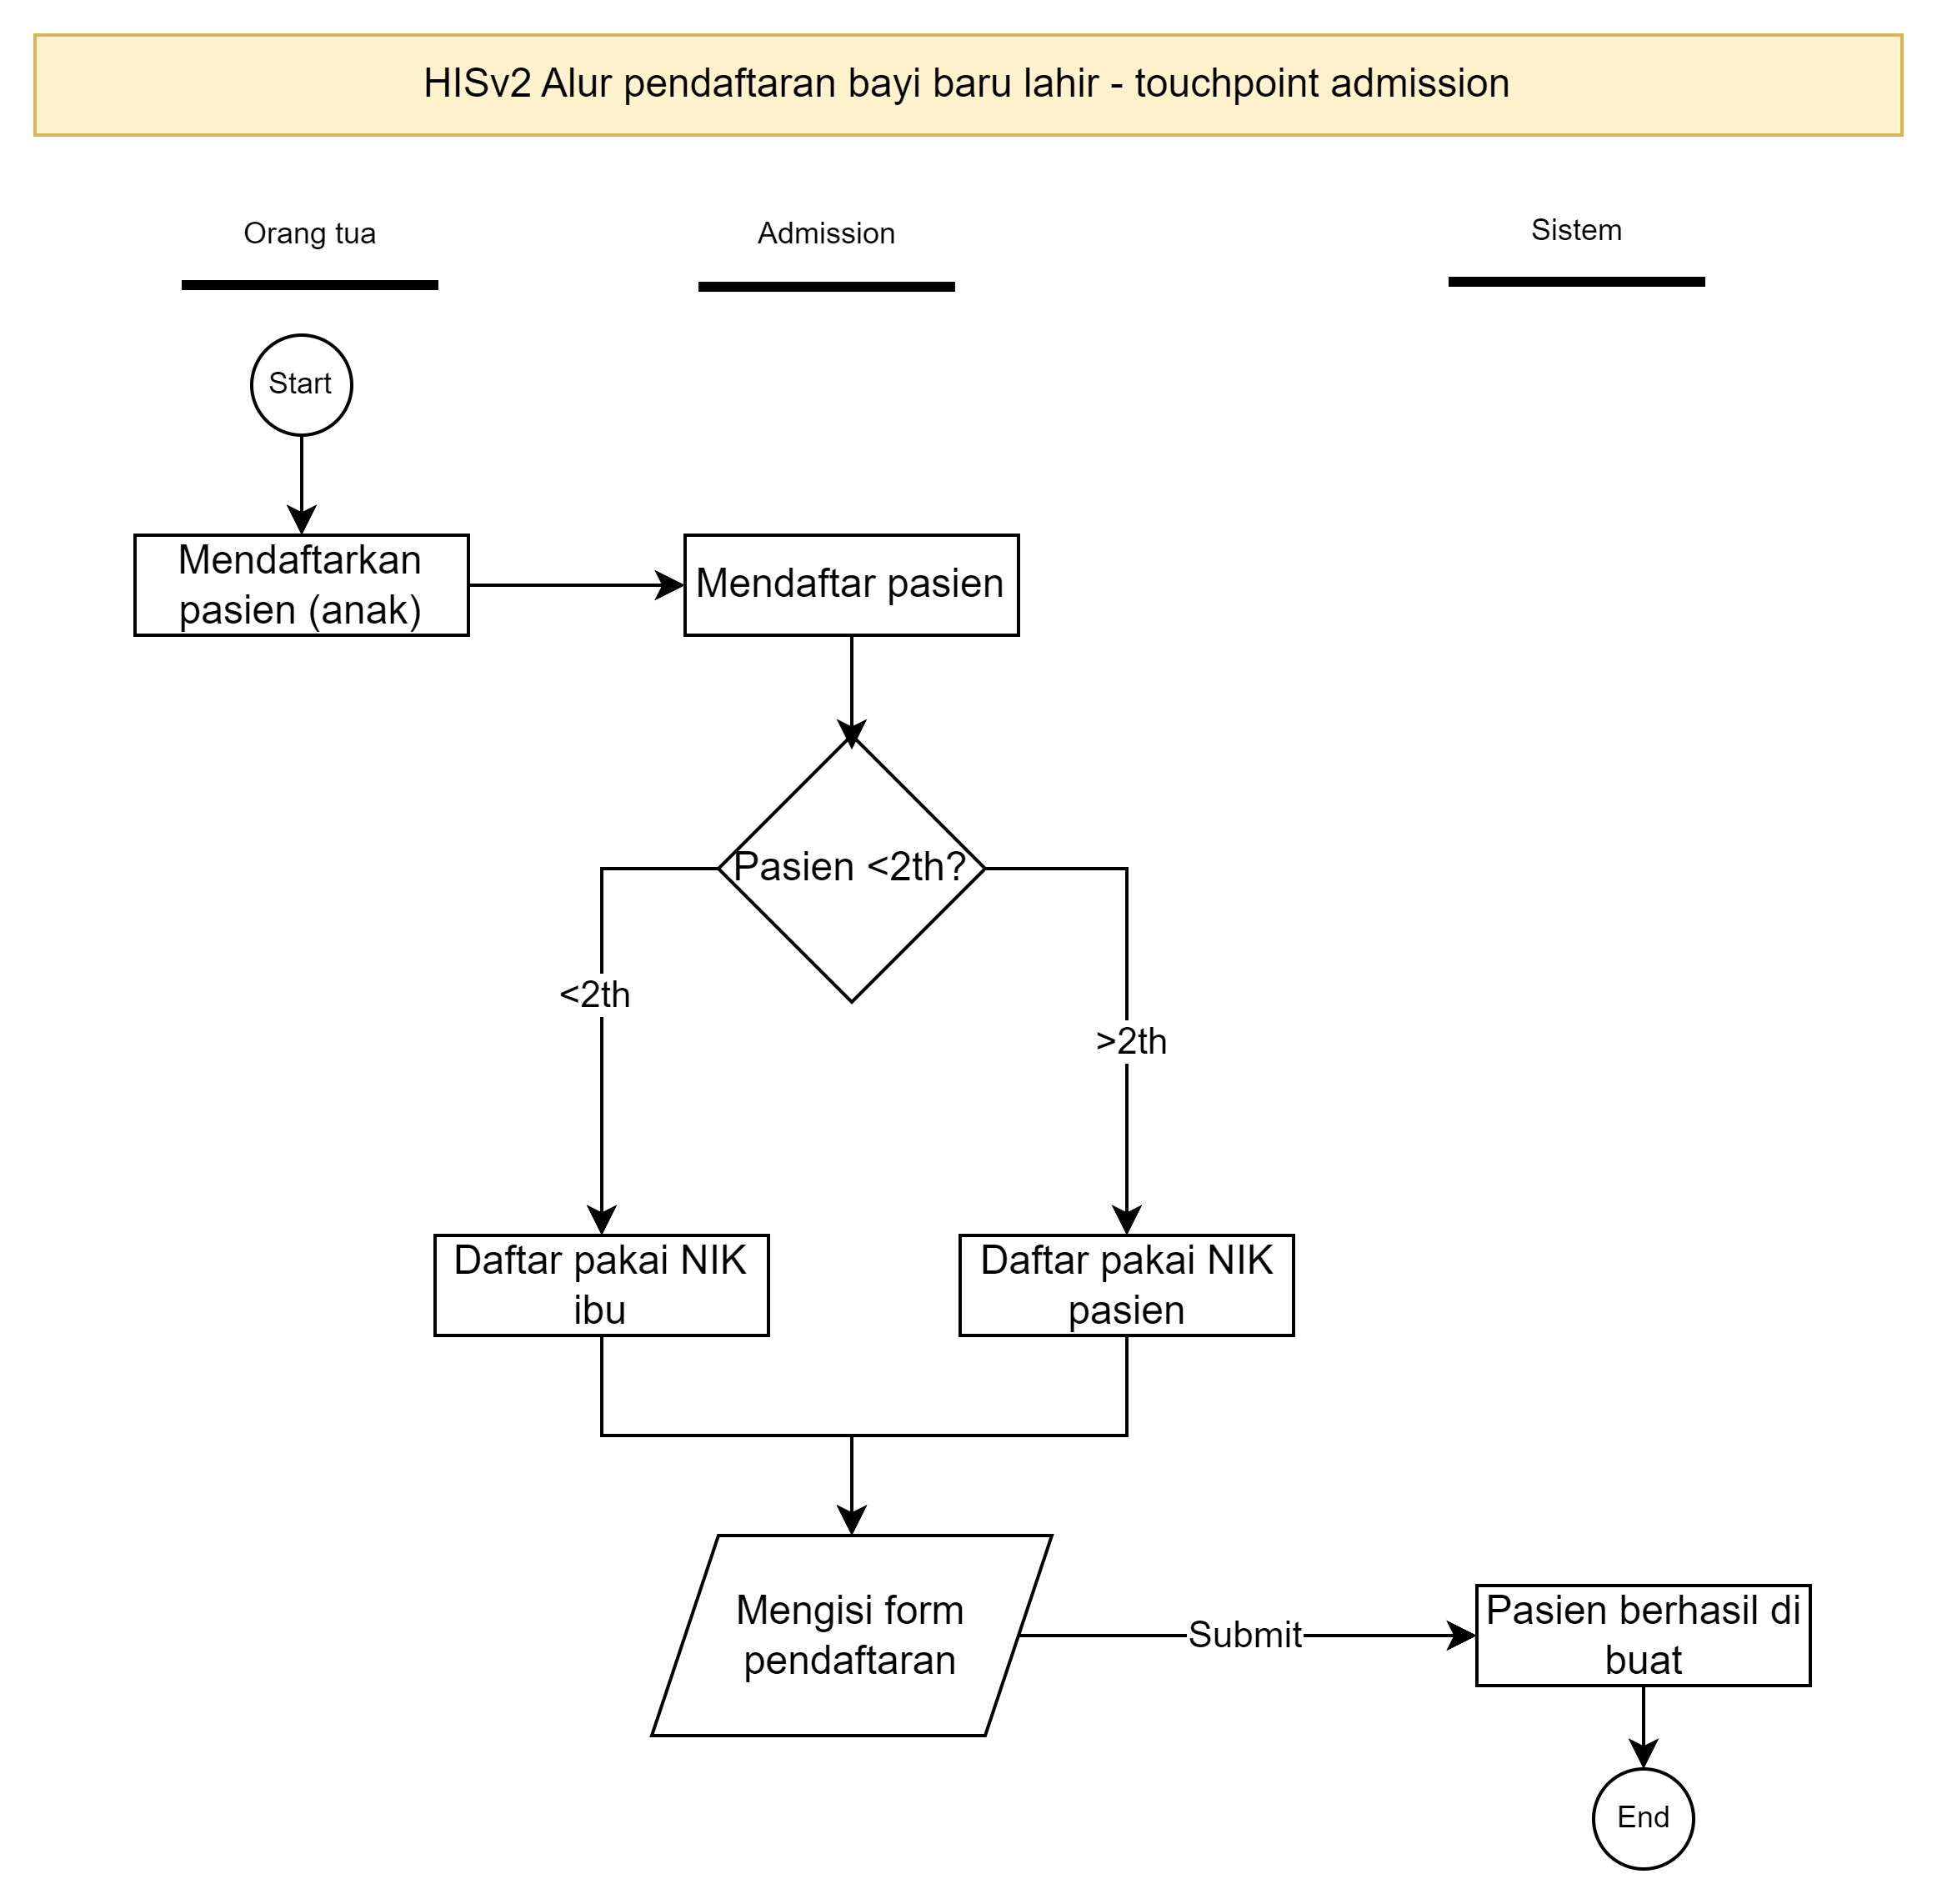 HISv2 Alur pendaftaran bayi baru lahir - touchpoint admission
Orang tua
Admission
Sistem
Start
Mendaftarkan
pasien (anak)
Mendaftar pasien
Pasien <2th?
<2th
>2th
Daftar pakai NIK
ibu
Daftar pakai NIK
pasien
Mengisi form
pendaftaran
Submit
Pasien berhasil di
buat
End